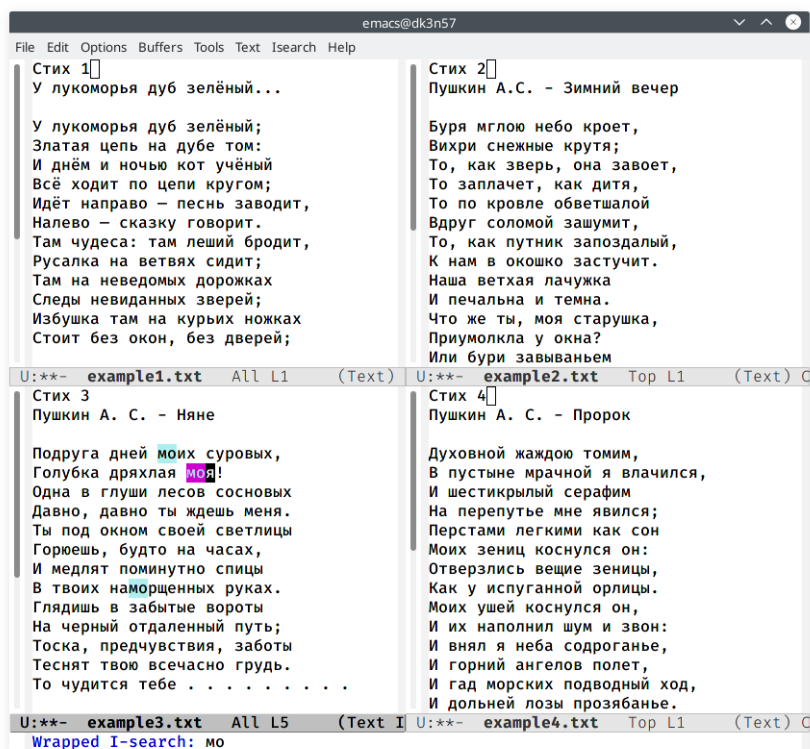 emacs@dk3n57
File Edit Options Buffers Tools Text Isearch Help
Стих 1
У лукоморья дуб зелёный...
У лукоморья дуб зелёный;
Златая цепь на дубе том:
И днём и ночью кот учёный
Всё ходит по цепи кругом;
Идёт направо — песнь заводит,
Налево — сказку говорит.
Там чудеса: там леший бродит,
Русалка на ветвях сидит;
Там на неведомых дорожках
Следы невиданных зверей;
Избушка там на курьих ножках
Стоит без окон, без дверей;
U:**- example1.txt All L1 (Text)
Стих 2
Пушкин А.С. - Зимний вечер
Буря мглою небо кроет,
Вихри снежные крутя;
То, как зверь, она завоет,
То заплачет, как дитя,
То по кровле обветшалой
Вдруг соломой зашумит,
То, как путник запоздалый,
К нам в окошко застучит.
Наша ветхая лачужка
И печальна и темна.
Что же ты, моя старушка,
Приумолкла у окна?
Или бури завываньем
U:**- example2.txt Top L1 (Text) C
Стих 3
Пушкин А. С. - Няне
Подруга дней моих суровых,
Голубка дряхлая моя!
Одна в глуши лесов сосновых
Давно, давно ты ждешь меня.
Ты под окном своей светлицы
Горюешь, будто на часах,
И медлят поминутно спицы
В твоих наморщенных руках.
Глядишь в забытые вороты
На черный отдаленный путь;
Тоска, предчувствия, заботы
Теснят твою всечасно грудь.
То чудится тебе . . . . . . . . .
U:**- example3.txt All L5 (Text I
Стих 4
Пушкин А. С. - Пророк
Духовной жаждою томим,
В пустыне мрачной я влачился,
И шестикрылый серафим
На перепутье мне явился;
Перстами легкими как сон
Моих зениц коснулся он:
Отверзлись вещие зеницы,
Как у испуганной орлицы.
Моих ушей коснулся он,
И их наполнил шум и звон:
И внял я неба содроганье,
И горний ангелов полет,
И гад морских подводный ход,
И дольней лозы прозябанье.
U:**- example4.txt Top L1 (Text) C
Wrapped I-search: мо